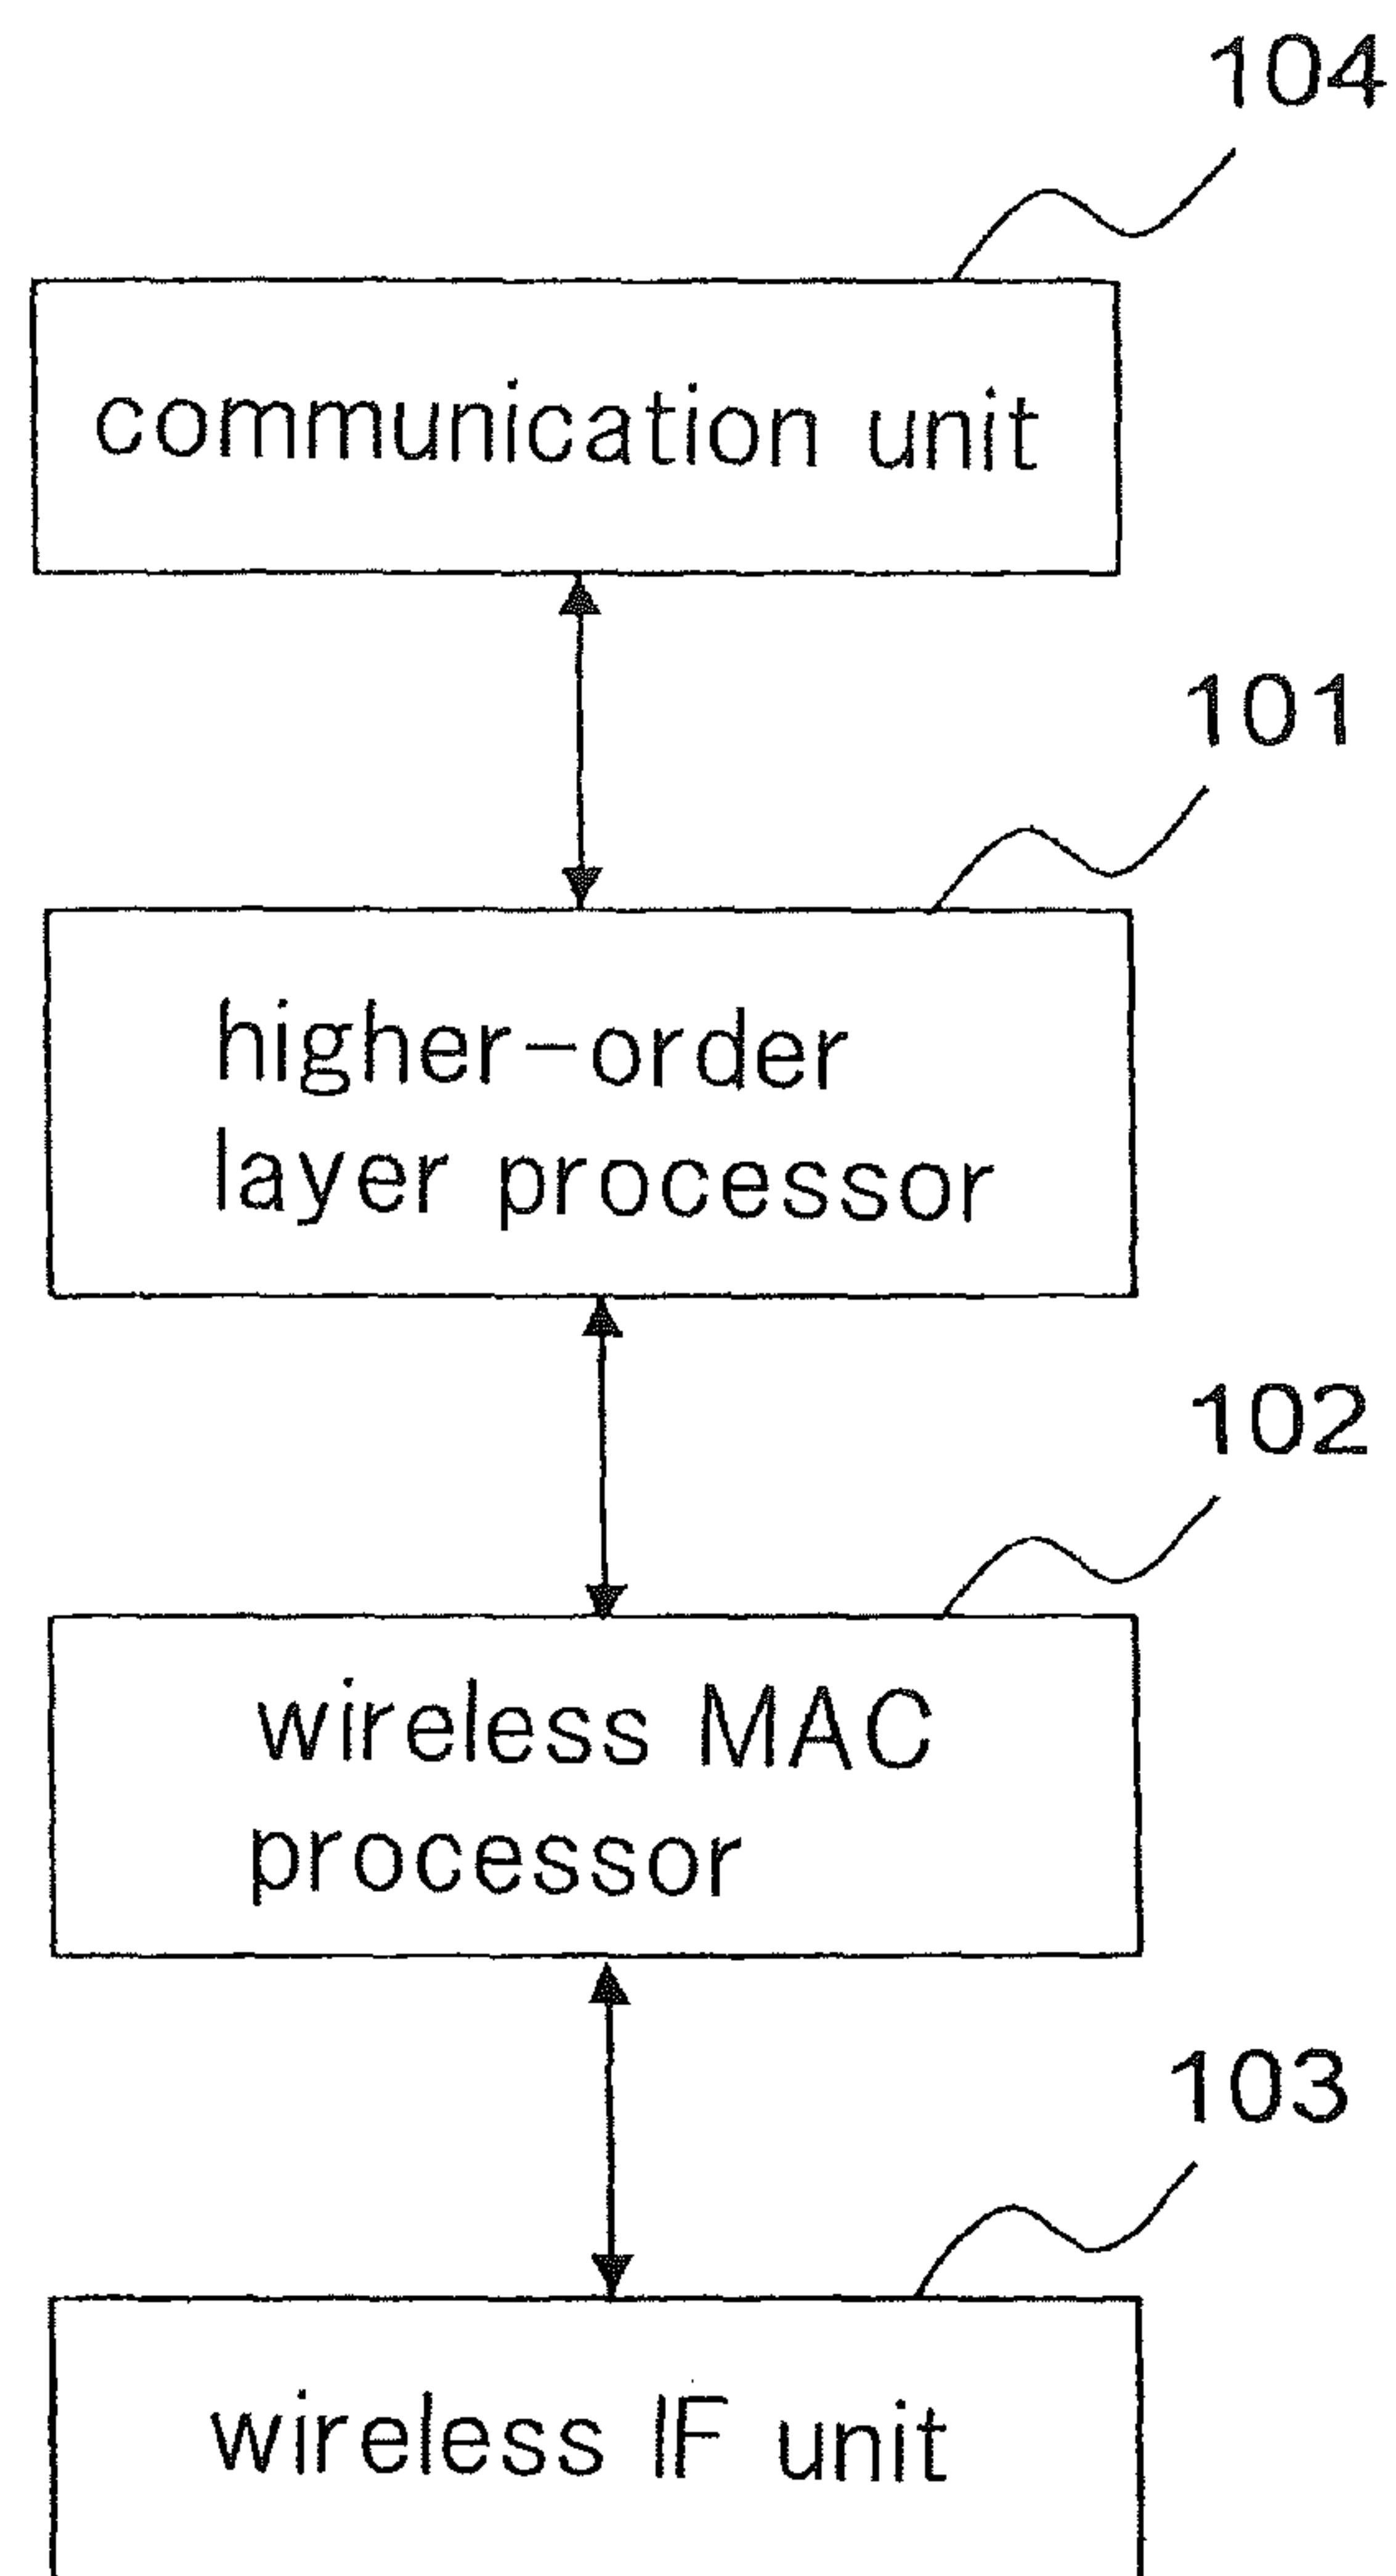 104
communication unit
101
higher-order
layer processor
102
wireless MAC
processor
103
wireless IF unit